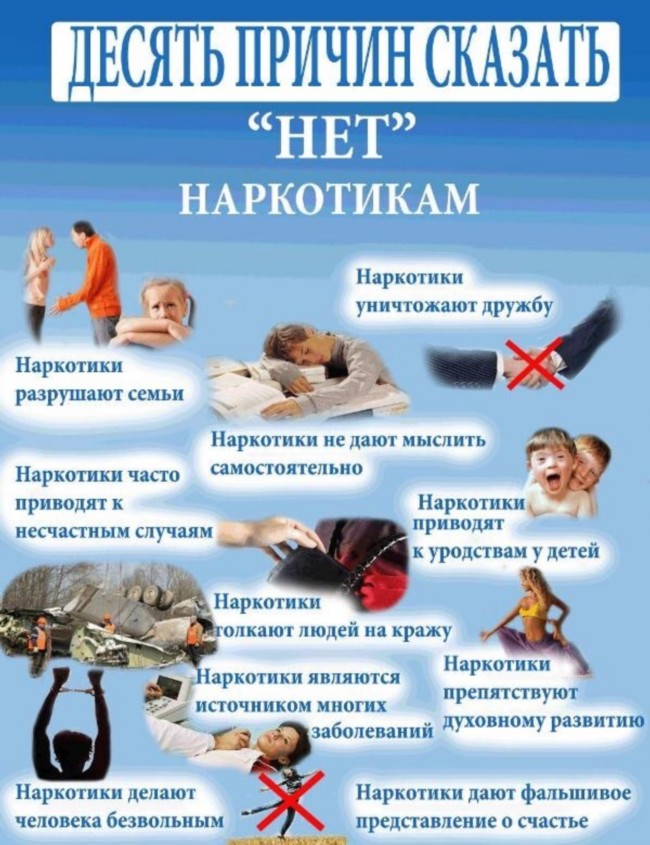 ДЕСЯТЬ ПРИЧИН СКАЗАТЬ
“НЕТ”
НАРКОТИКАМ
Наркотики
уничтожают дружбу
Наркотики
разрушают семьи
Наркотики не дают мыслить
самостоятельно
Наркотики часто
приводят к
несчастным случаям
Наркотики
приводят
к уродствам у детей
Наркотики
толкают людей на кражу
Наркотики
препятствуют
духовному развитию
Наркотики являются
источником многих
заболеваний
Наркотики делают
человека безвольным
Наркотики дают фальшивое
представление о счастье